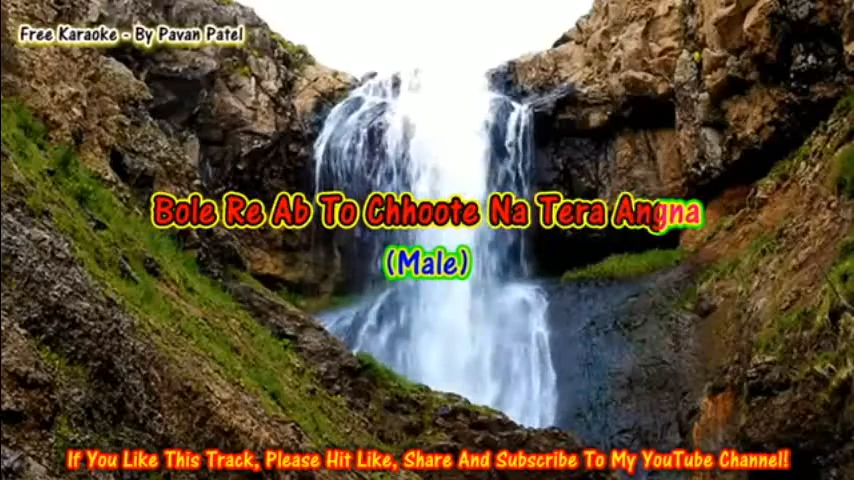 Free Karaoke - By Pavan Patel
Bole Re Ab To Chhoote Na Tera Angna
(Male)
If You Like This Track, Please Hit Like, Share And Subscribe To My YouTube Channel!